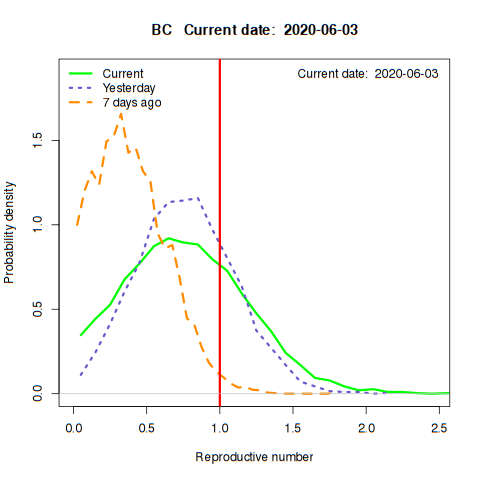 BC   Current date:  2020-06-03
Current
Yesterday
7 days ago
Current date:  2020-06-03
Probability density
0.0
0.5
1.0
1.5
0.0
0.5
1.0
1.5
2.0
2.5
Reproductive number